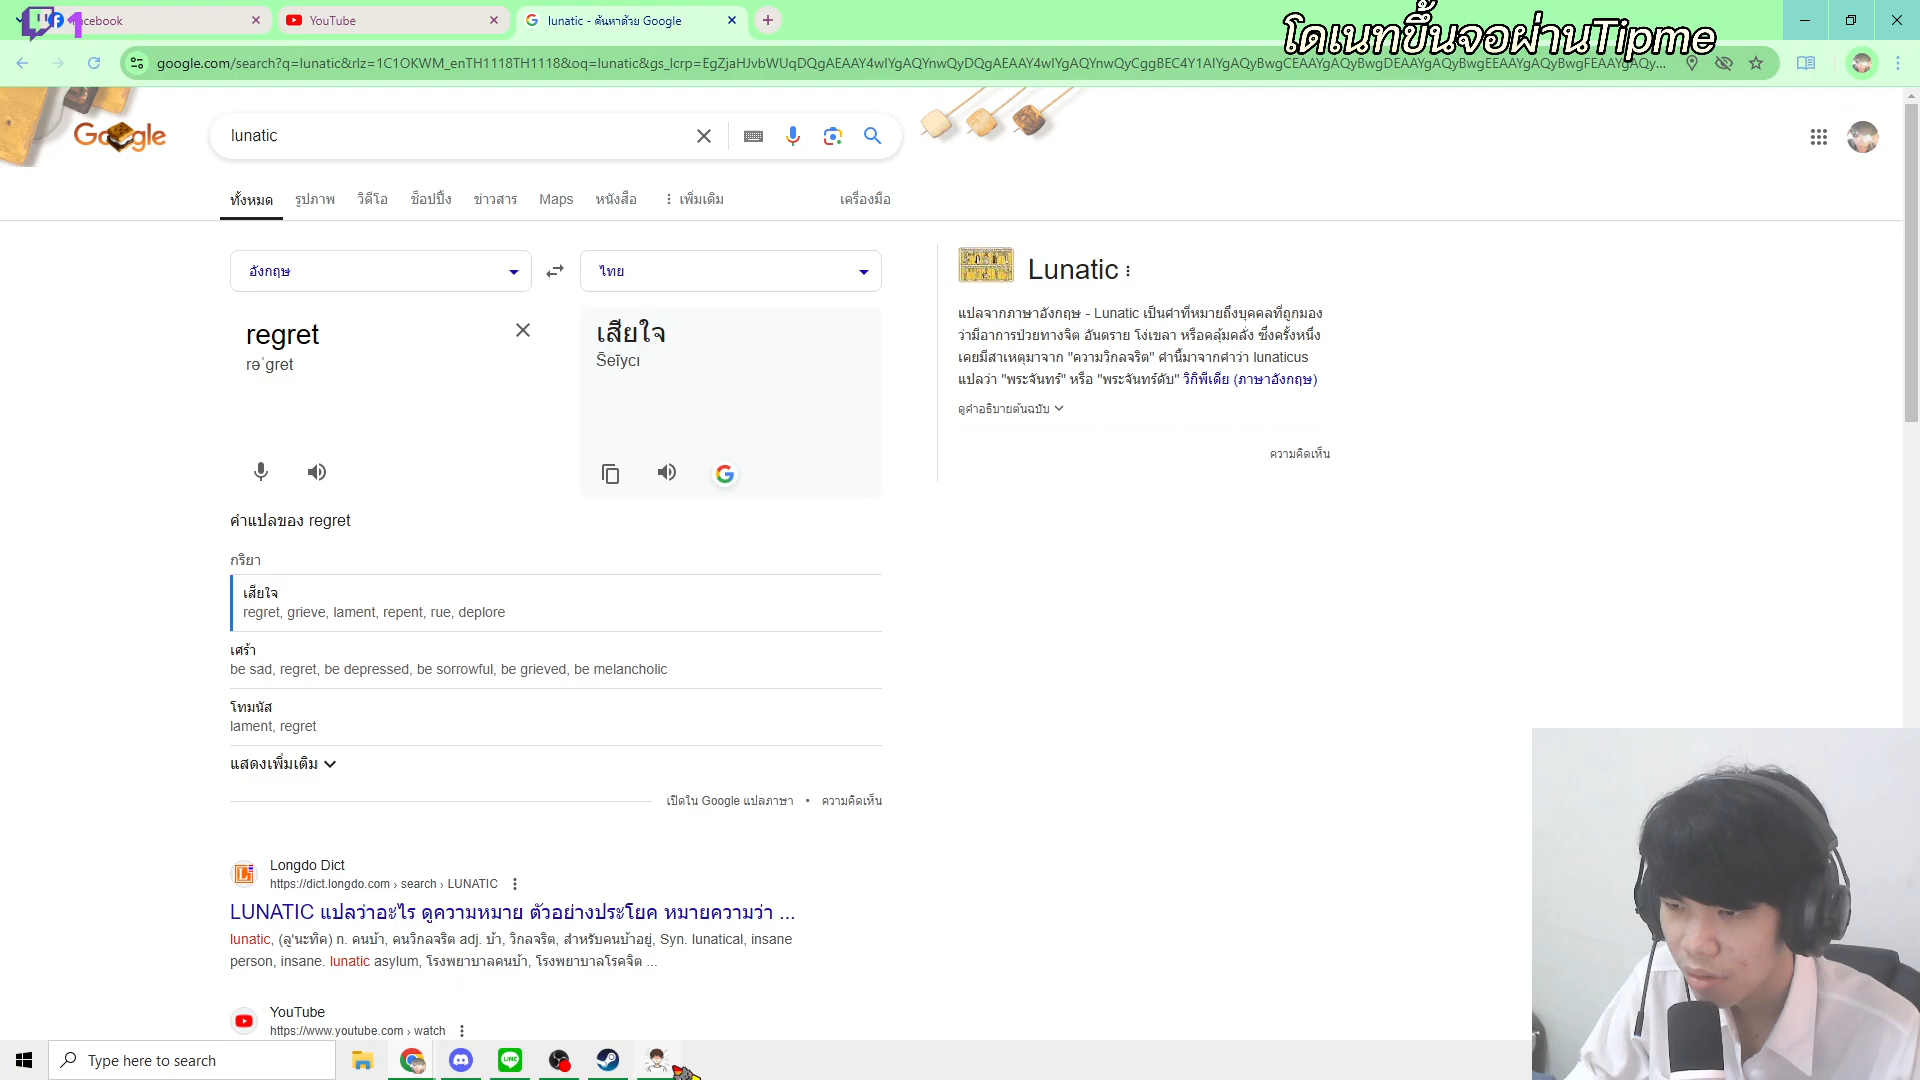 facebook
YouTube
lunatic - ค้นหาด้วย Google
1
โดเนทขึ้นจอผ่านTipme
google.com/search?q=lunatic&rlz=1C1OKWM_enTH1118TH1118&oq=lunatic&gs_lcrp=
Google
lunatic
ทั้งหมด
รูปภาพ
วิดีโอ
ช็อปปิ้ง
ข่าวสาร
Maps
หนังสือ
เพิ่มเติม
เครื่องมือ
อังกฤษ
ไทย
regret
rəˈgret
เสียใจ
S̄eīycı
คำแปลของ regret
กริยา
เสียใจ
regret, grieve, lament, repent, rue, deplore
เศร้า
be sad, regret, be depressed, be sorrowful, be grieved, be melancholic
โทมนัส
lament, regret
แสดงเพิ่มเติม
เปิดใน Google แปลภาษา • ความคิดเห็น
Lunatic
แปลจากภาษาอังกฤษ - Lunatic เป็นคำที่หมายถึงบุคคลที่ถูกมอง
ว่ามีอาการป่วยทางจิต อันตราย โง่เขลา หรือคลุ้มคลั่ง ซึ่งครั้งหนึ่ง
เคยมีสาเหตุมาจาก "ความวิกลจริต" คำนี้มาจากคำว่า lunaticus
แปลว่า "พระจันทร์" หรือ "พระจันทร์ดับ" วิกิพีเดีย (ภาษาอังกฤษ)
ดูคำอธิบายต้นฉบับ
ความคิดเห็น
Longdo Dict
https://dict.longdo.com › search › LUNATIC
LUNATIC แปลว่าอะไร ดูความหมาย ตัวอย่างประโยค หมายความว่า ...
lunatic, (ลู'นะทิค) n. คนบ้า, คนวิกลจริต adj. บ้า, วิกลจริต, สำหรับคนบ้าอยู่, Syn. lunatical, insane
person, insane. lunatic asylum, โรงพยาบาลคนบ้า, โรงพยาบาลโรคจิต ...
YouTube
https://www.youtube.com › watch
Type here to search
LINE